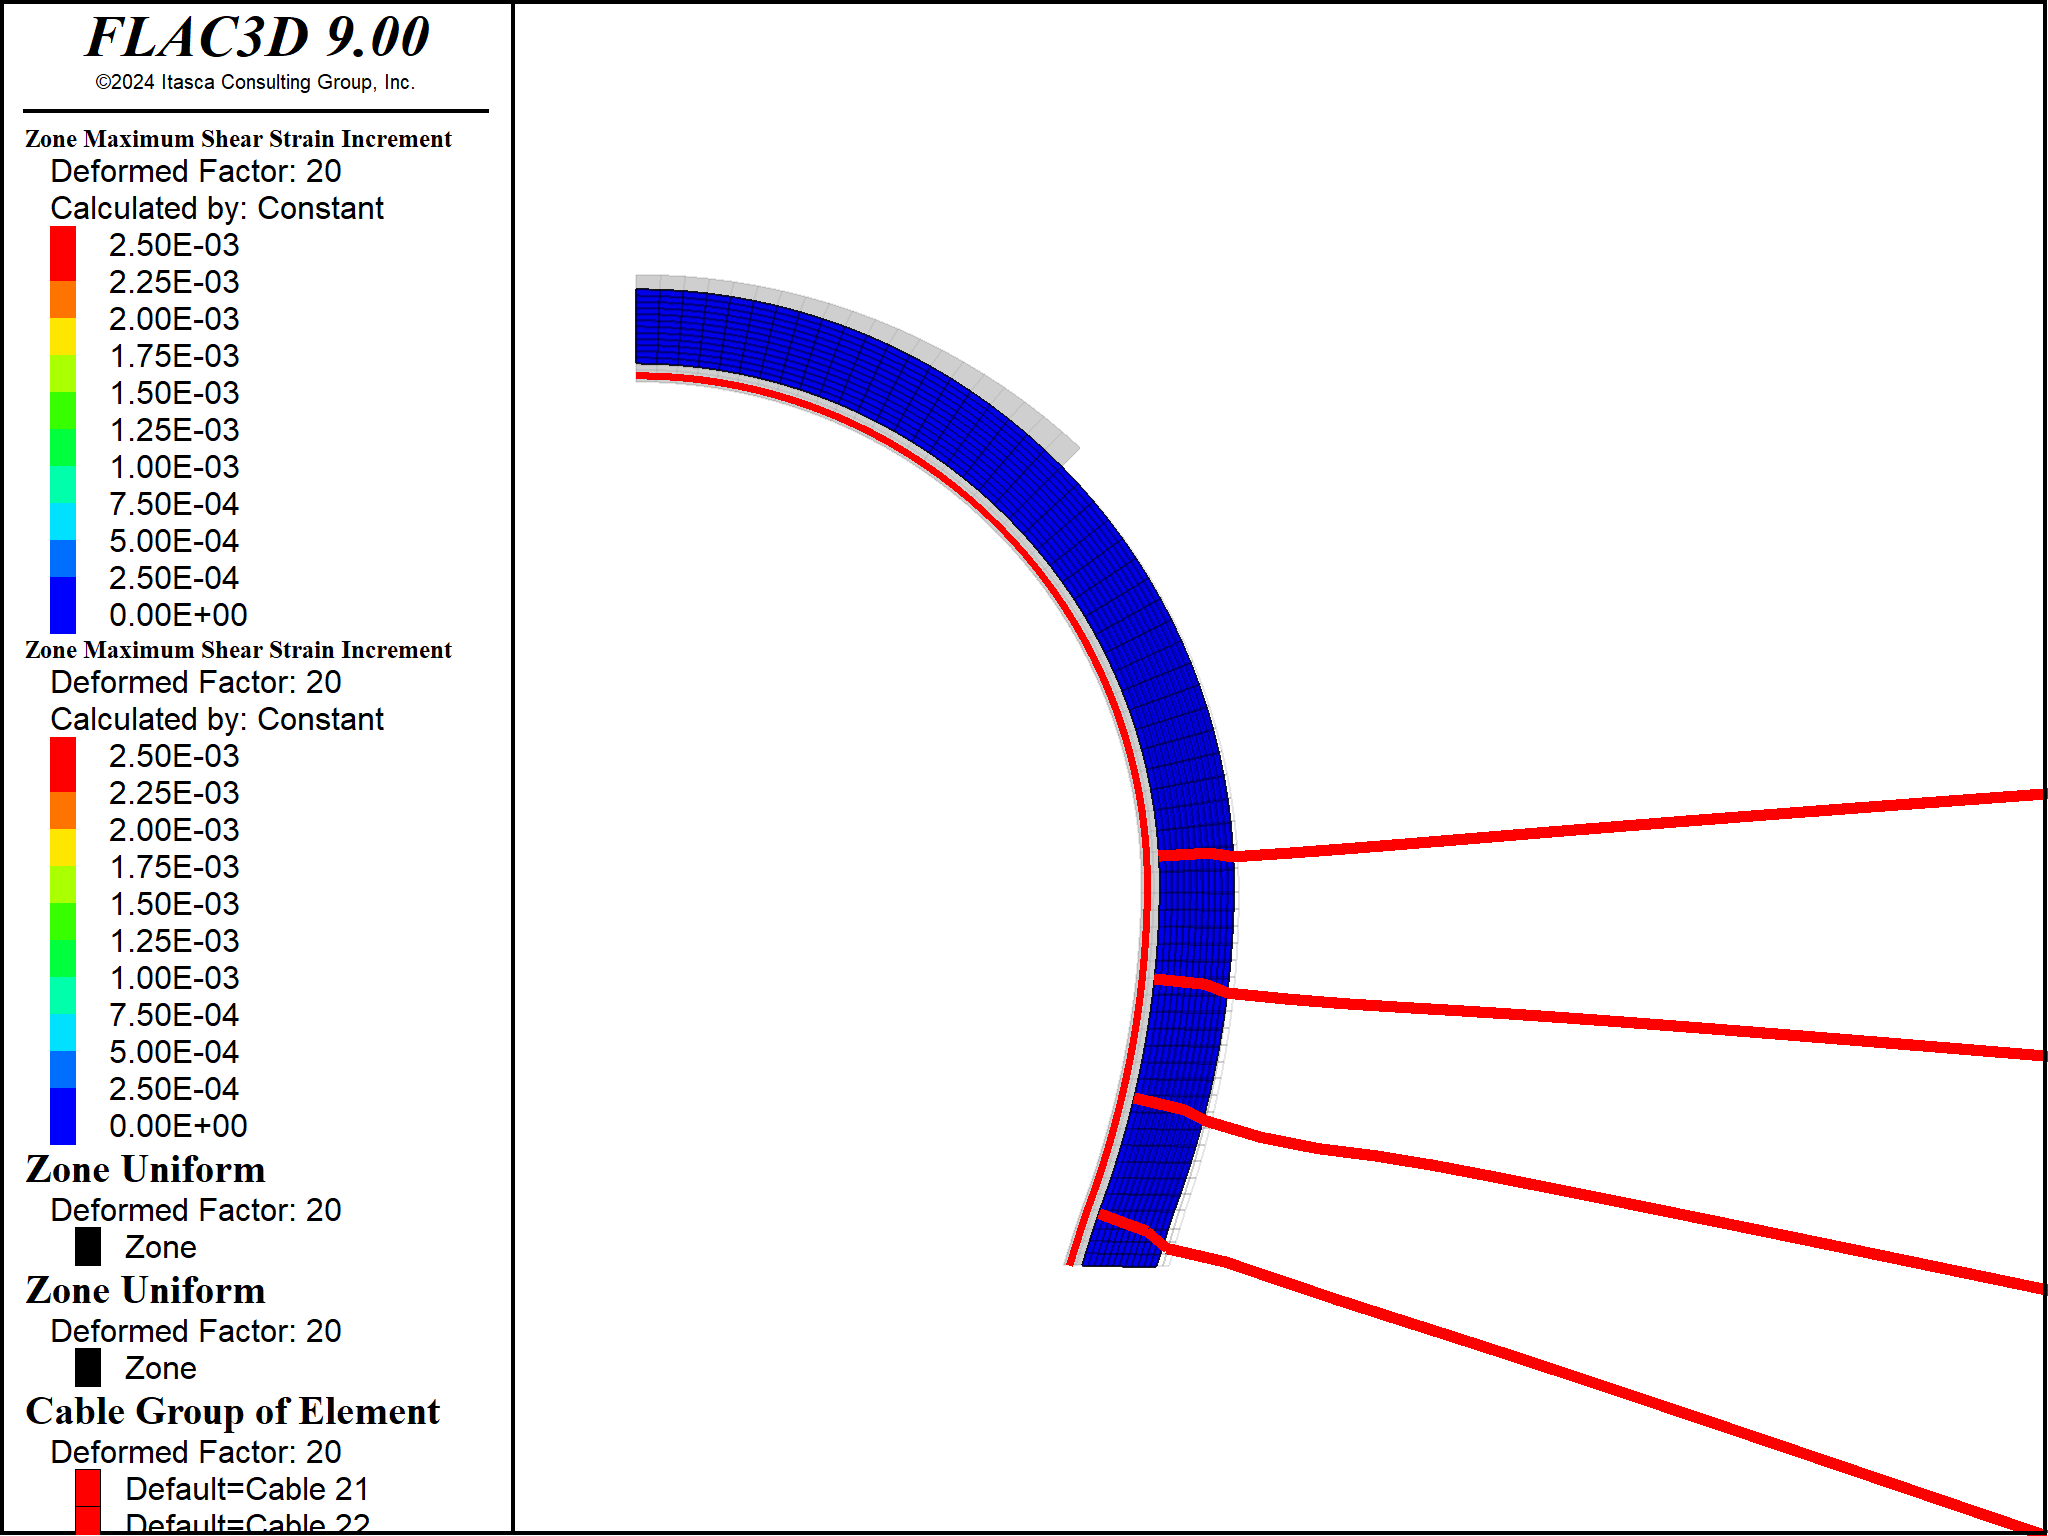 FLAC3D 9.00
©2024 Itasca Consulting Group, Inc.
Zone Maximum Shear Strain Increment
Deformed Factor: 20
Calculated by: Constant
2.50E-03
2.25E-03
2.00E-03
1.75E-03
1.50E-03
1.25E-03
1.00E-03
7.50E-04
5.00E-04
2.50E-04
0.00E+00
Zone Maximum Shear Strain Increment
Deformed Factor: 20
Calculated by: Constant
2.50E-03
2.25E-03
2.00E-03
1.75E-03
1.50E-03
1.25E-03
1.00E-03
7.50E-04
5.00E-04
2.50E-04
0.00E+00
Zone Uniform
Deformed Factor: 20
Zone
Zone Uniform
Deformed Factor: 20
Zone
Cable Group of Element
Deformed Factor: 20
Default=Cable 21
Default=Cable 22